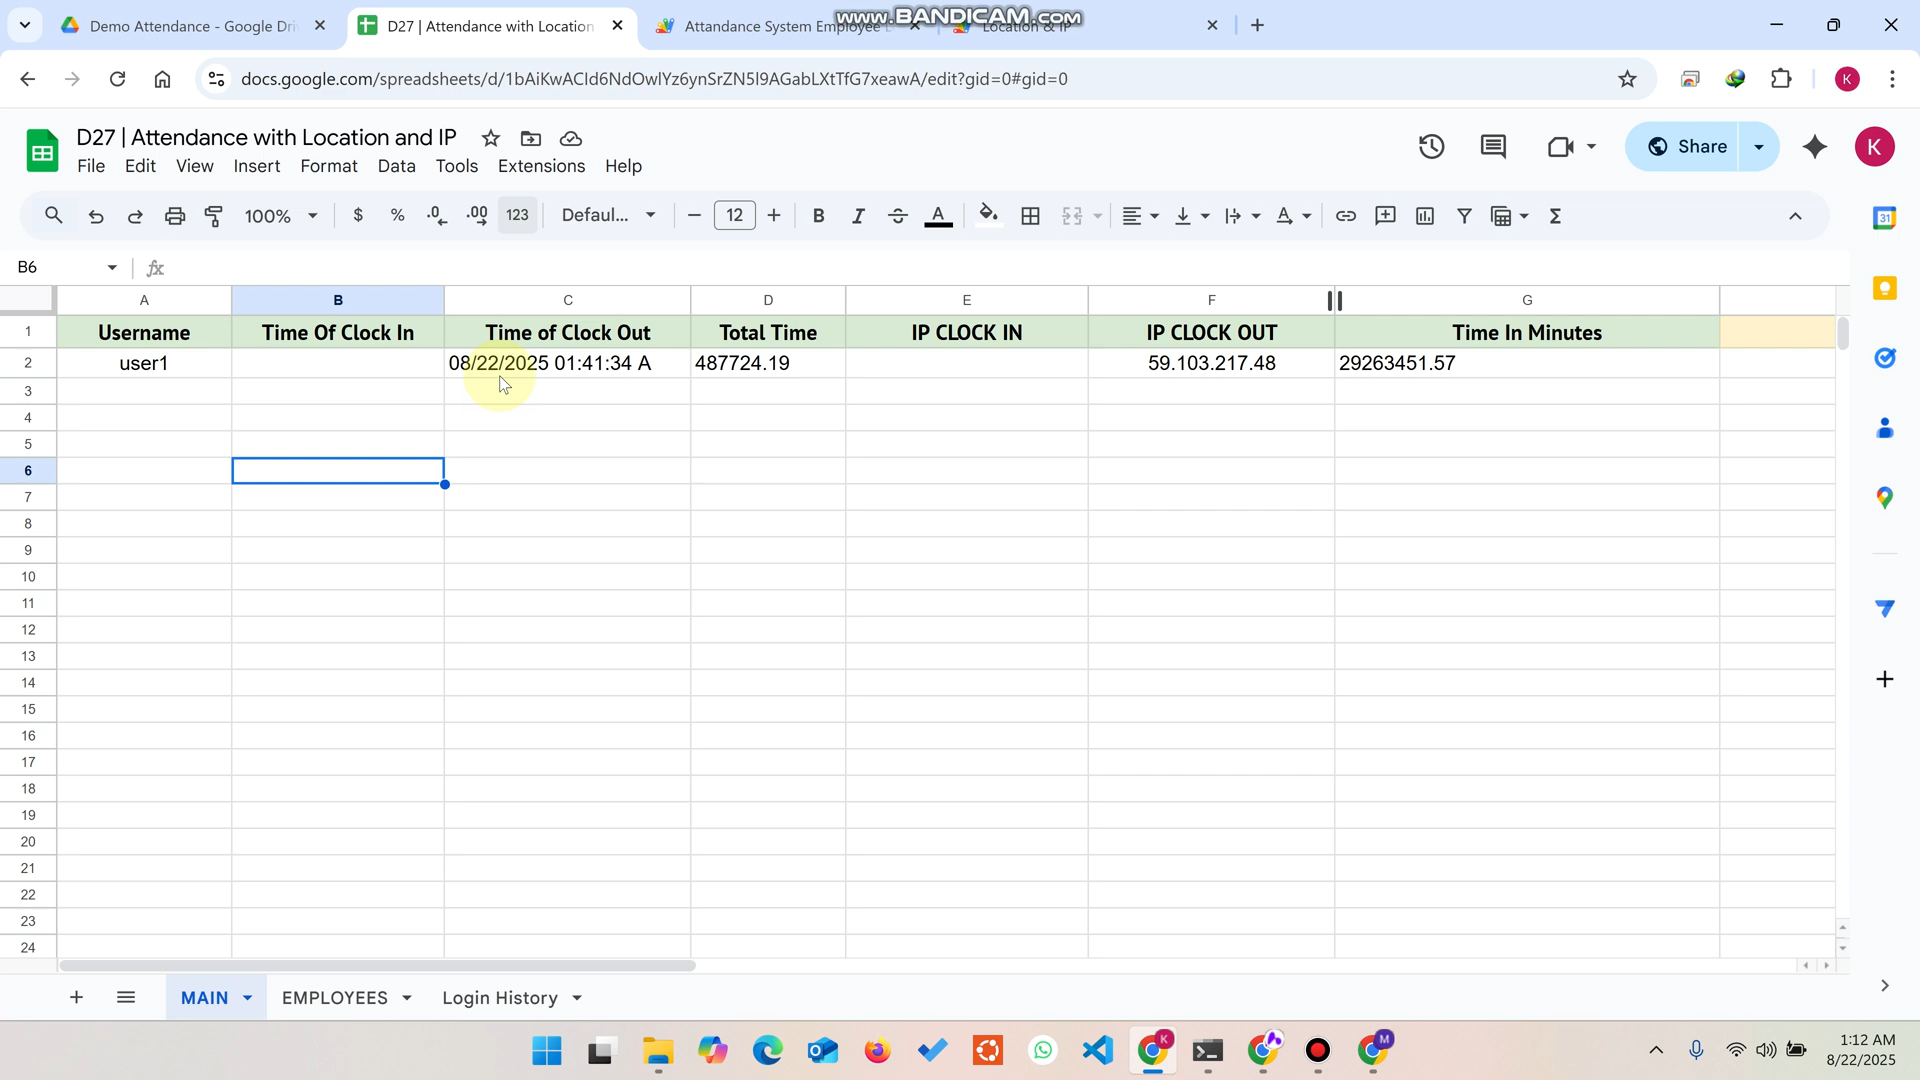 Demo Attendance - Google Dri
D27 | Attendance with Location
Attandance System Employee
Location & IP
www.BANDICAM.com
docs.google.com/spreadsheets/d/1bAiKwACId6NdOwlYz6ynSrZN5l9AGabLXtTfG7xeawA/edit?gid=0#gid=0
K
D27 | Attendance with Location and IP
File Edit View Insert Format Data Tools Extensions Help
Share
K
100% $ % .0 .00 123 Defaul... 12 B I A
31
B6 fx
A B C D E F G
1 Username Time Of Clock In Time of Clock Out Total Time IP CLOCK IN IP CLOCK OUT Time In Minutes
2 user1 08/22/2025 01:41:34 A 487724.19 59.103.217.48 29263451.57
3
4
5
6
7
8
9
10
11
12
13
14
15
16
17
18
19
20
21
22
23
24
MAIN EMPLOYEES Login History
K M
1:12 AM
8/22/2025